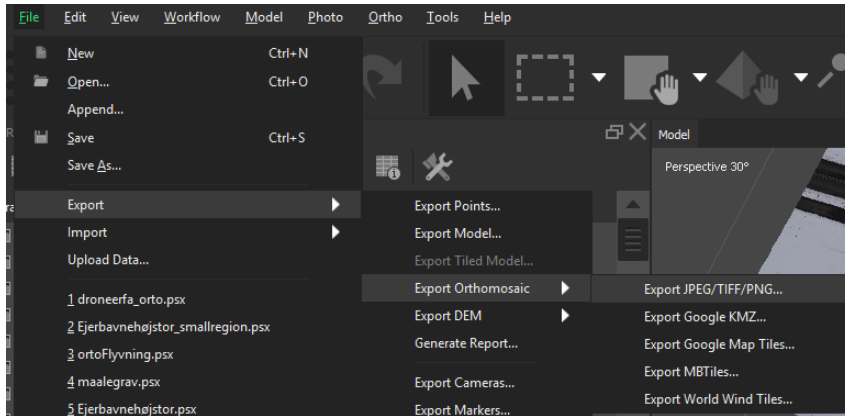 File Edit View Workflow Model Photo Ortho Tools Help
New Ctrl+N
Open... Ctrl+O
Append...
Save Ctrl+S
Save As...
Export
Import
Upload Data...
1 droneerfa_orto.psx
2 Ejerbavnehøjstor_smallregion.psx
3 ortoFlyvning.psx
4 maalegrav.psx
5 Ejerbavnehøjstor.psx
Export Points...
Export Model...
Export Tiled Model...
Export Orthomosaic
Export DEM
Generate Report...
Export Cameras...
Export Markers...
Export JPEG/TIFF/PNG...
Export Google KMZ...
Export Google Map Tiles...
Export MBTiles...
Export World Wind Tiles...
Model
Perspective 30°